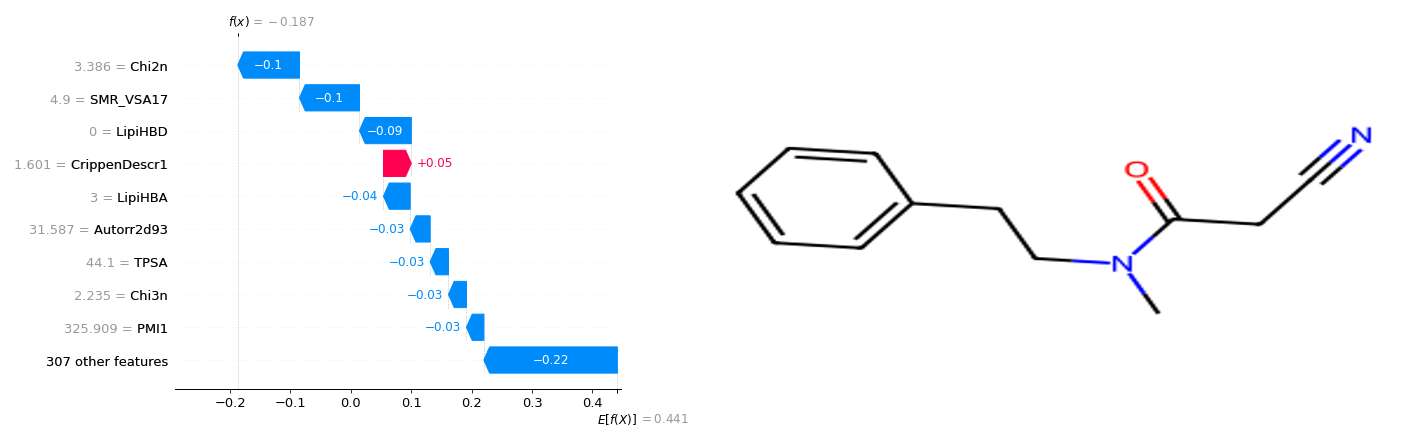 f(x) = −0.187
3.386 = Chi2n
−0.1
4.9 = SMR_VSA17
−0.1
0 = LipiHBD
−0.09
1.601 = CrippenDescr1
+0.05
3 = LipiHBA
−0.04
31.587 = Autorr2d93
−0.03
44.1 = TPSA
−0.03
2.235 = Chi3n
−0.03
325.909 = PMI1
−0.03
307 other features
−0.22
−0.2 −0.1 0.0 0.1 0.2 0.3 0.4
E[f(X)] = 0.441
N
O
N